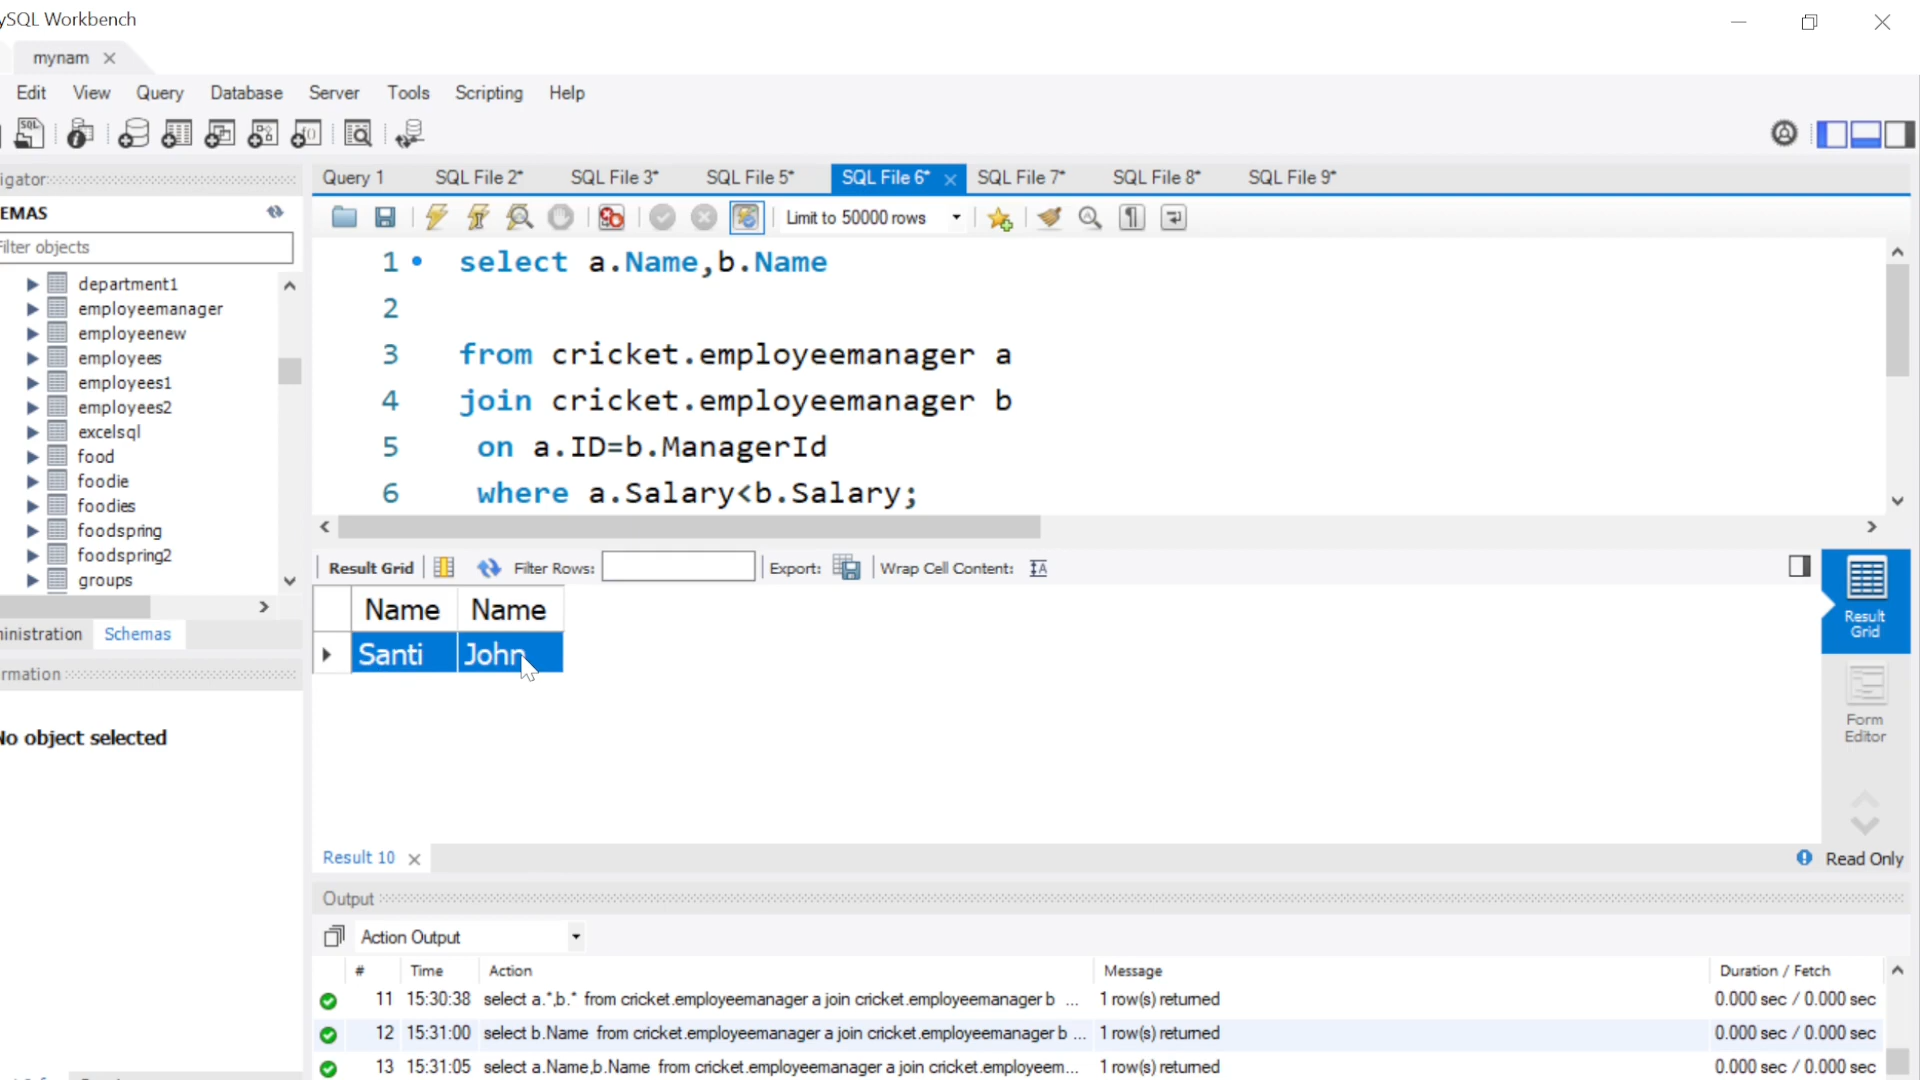 ySQL Workbench
mynam
Edit View Query Database Server Tools Scripting Help
SQL
igator
EMAS
ilter objects
department1
employeemanager
employeenew
employees
employees1
employees2
excelsql
food
foodie
foodies
foodspring
foodspring2
groups
ministration Schemas
rmation
No object selected
Query 1 SQL File 2* SQL File 3* SQL File 5* SQL File 6* SQL File 7* SQL File 8* SQL File 9*
Limit to 50000 rows
1 select a.Name,b.Name
2
3 from cricket.employeemanager a
4 join cricket.employeemanager b
5 on a.ID=b.ManagerId
6 where a.Salary<b.Salary;
Result Grid Filter Rows: Export: Wrap Cell Content:
Name Name
Santi John
Result Grid
Form Editor
Result 10
Read Only
Output
Action Output
# Time Action Message Duration / Fetch
11 15:30:38 select a.*,b.* from cricket.employeemanager a join cricket.employeemanager b ... 1 row(s) returned 0.000 sec / 0.000 sec
12 15:31:00 select b.Name from cricket.employeemanager a join cricket.employeemanager b ... 1 row(s) returned 0.000 sec / 0.000 sec
13 15:31:05 select a.Name,b.Name from cricket.employeemanager a join cricket.employeem... 1 row(s) returned 0.000 sec / 0.000 sec